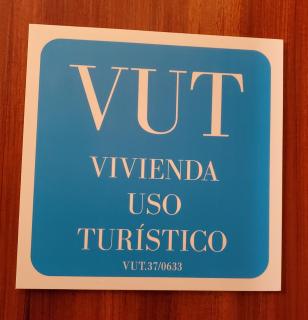 VUT
VIVIENDA
USO
TURÍSTICO
VUT.37/0633